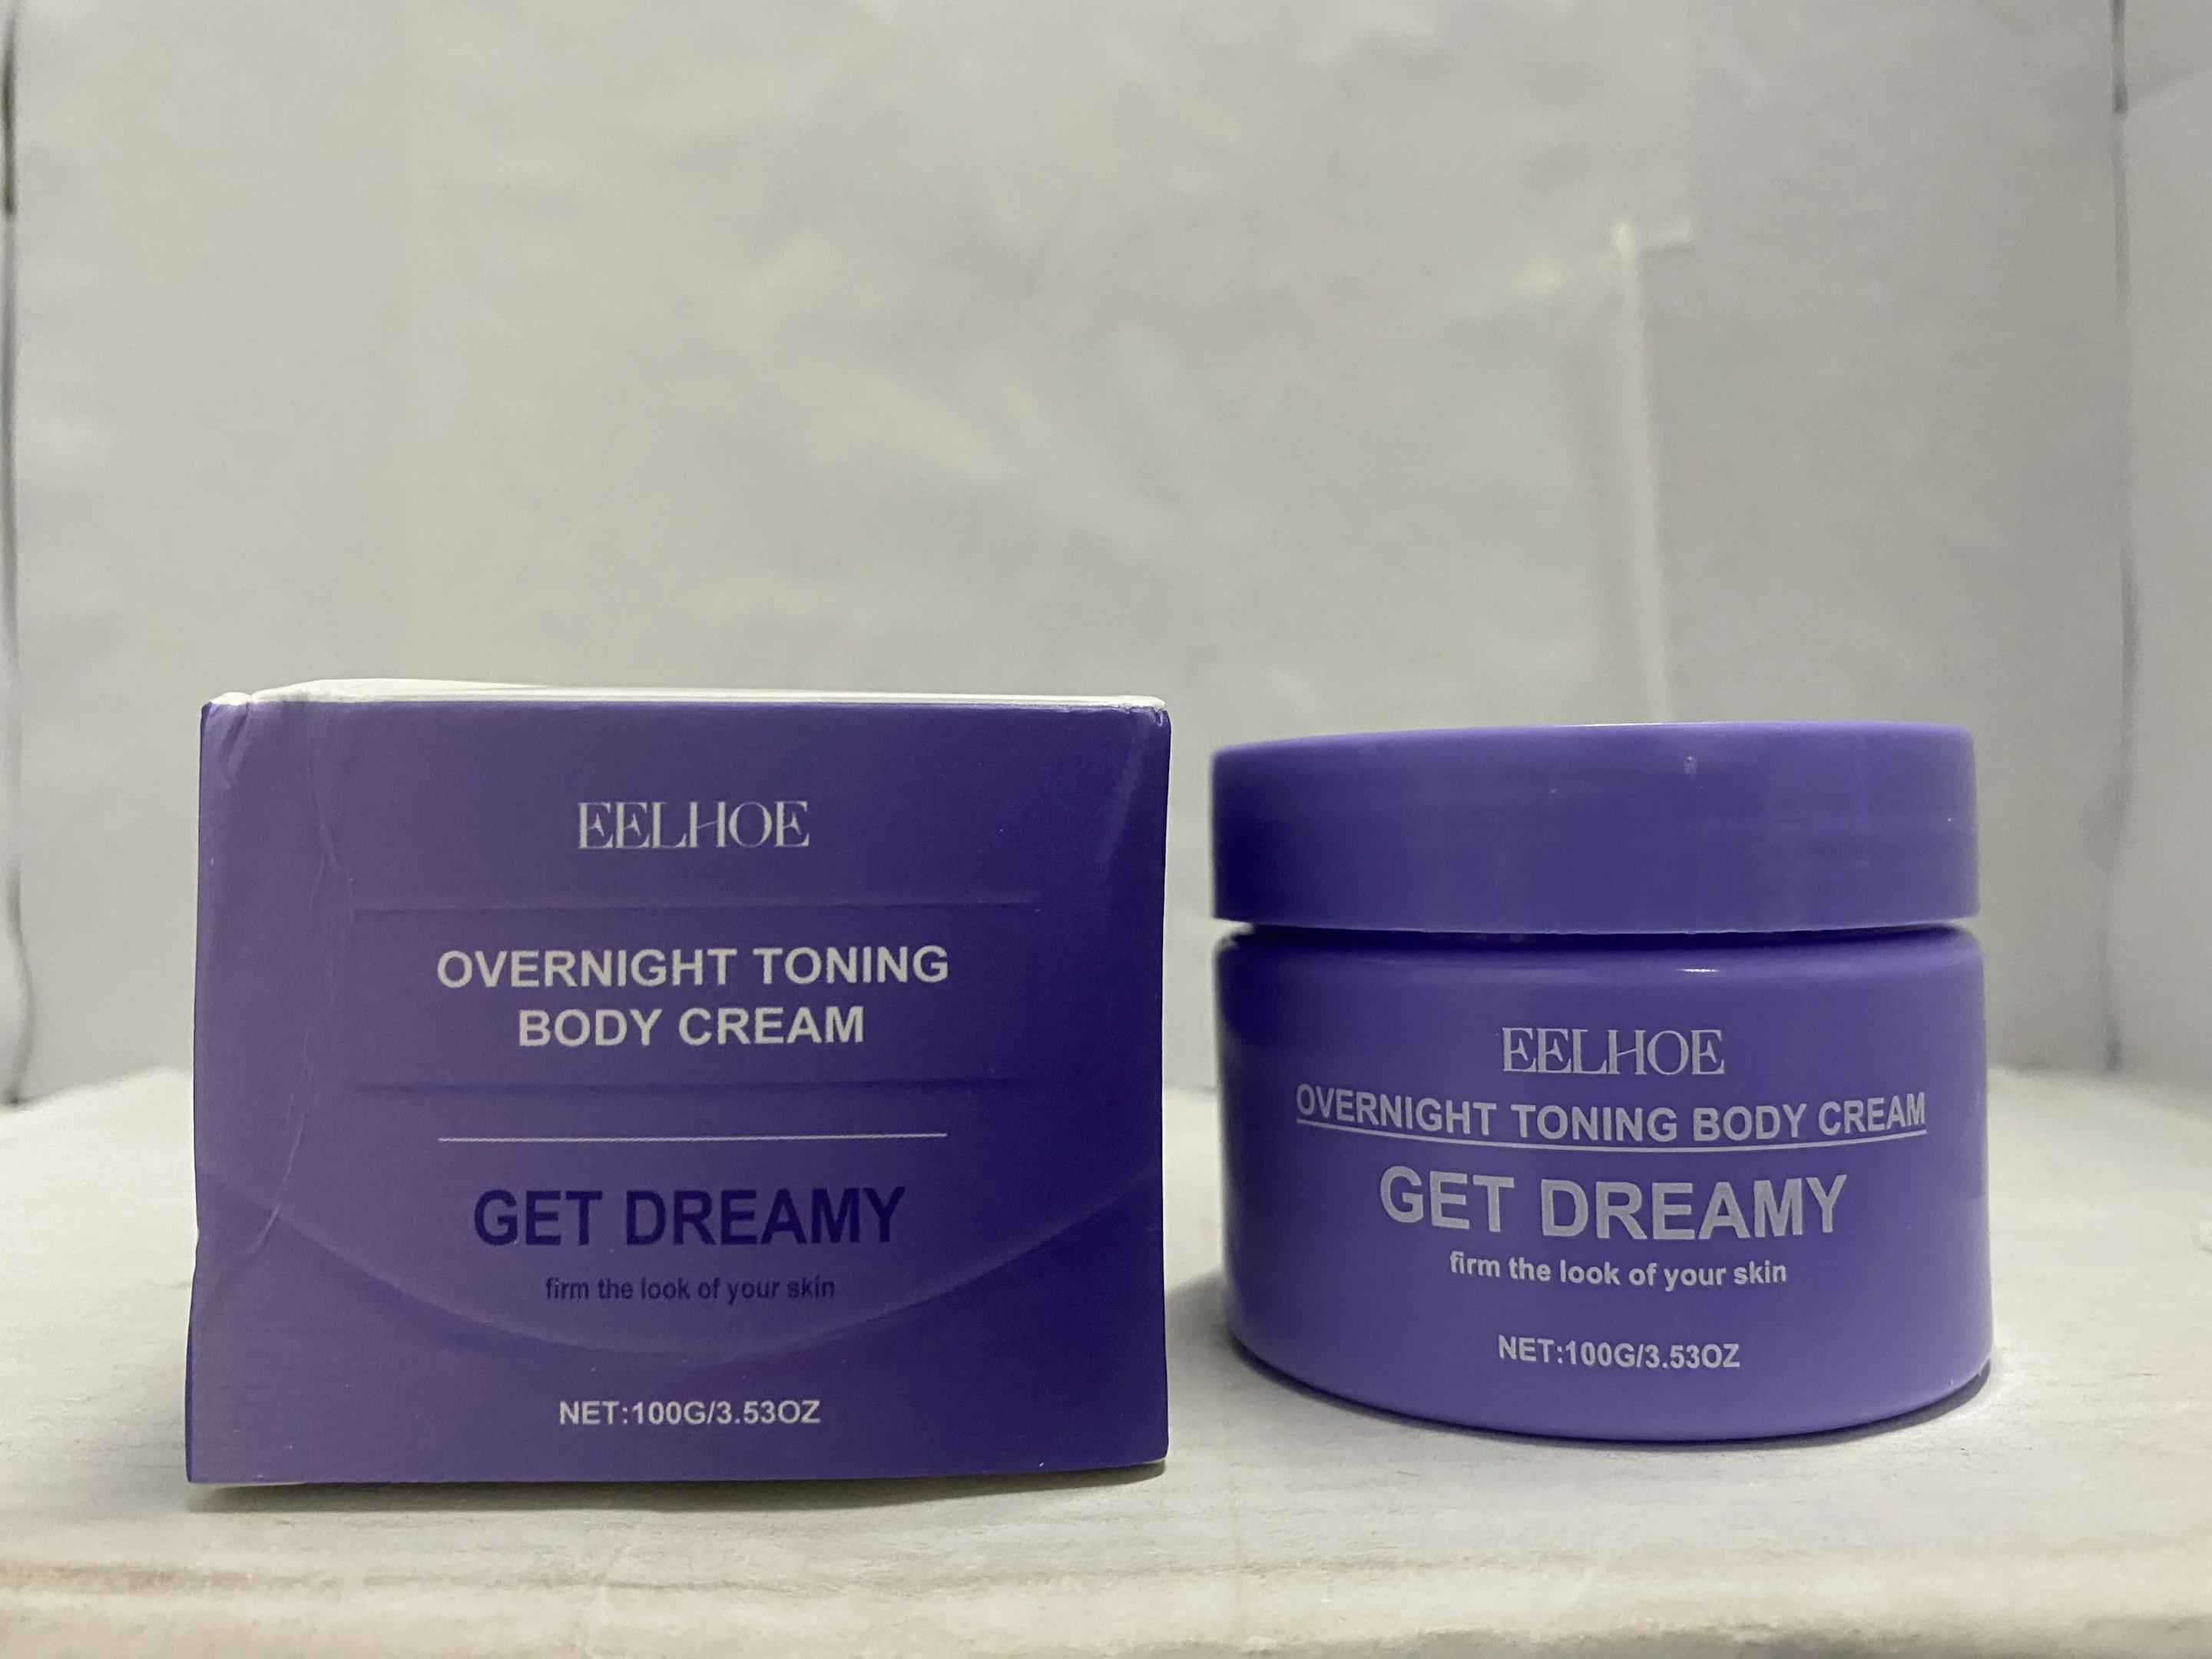 EELHOE
OVERNIGHT TONING
BODY CREAM
GET DREAMY
firm the look of your skin
NET:100G/3.53OZ
EELHOE
OVERNIGHT TONING BODY CREAM
GET DREAMY
firm the look of your skin
NET:100G/3.53OZ